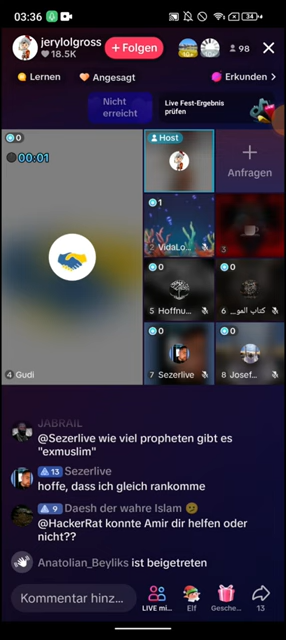 03:36
34
jerylolgross
18.5K
+ Folgen
98
Lernen
Angesagt
Erkunden >
Nicht erreicht
Live Fest-Ergebnis prüfen
0
00:01
Host
+
Anfragen
1
2 VidaLo...
3
0
5 Hoffnu...
0
6 كتاب المو...
4 Gudi
0
7 Sezerlive
0
8 Josef...
JABRAIL
@Sezerlive wie viel propheten gibt es
"exmuslim"
13 Sezerlive
hoffe, dass ich gleich rankomme
9 Daesh der wahre Islam
@HackerRat konnte Amir dir helfen oder
nicht??
Anatolian_Beyliks ist beigetreten
Kommentar hinz...
LIVE mi...
Elf
Gesche...
13